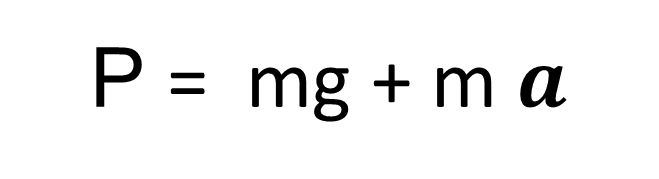 P = mg + m a